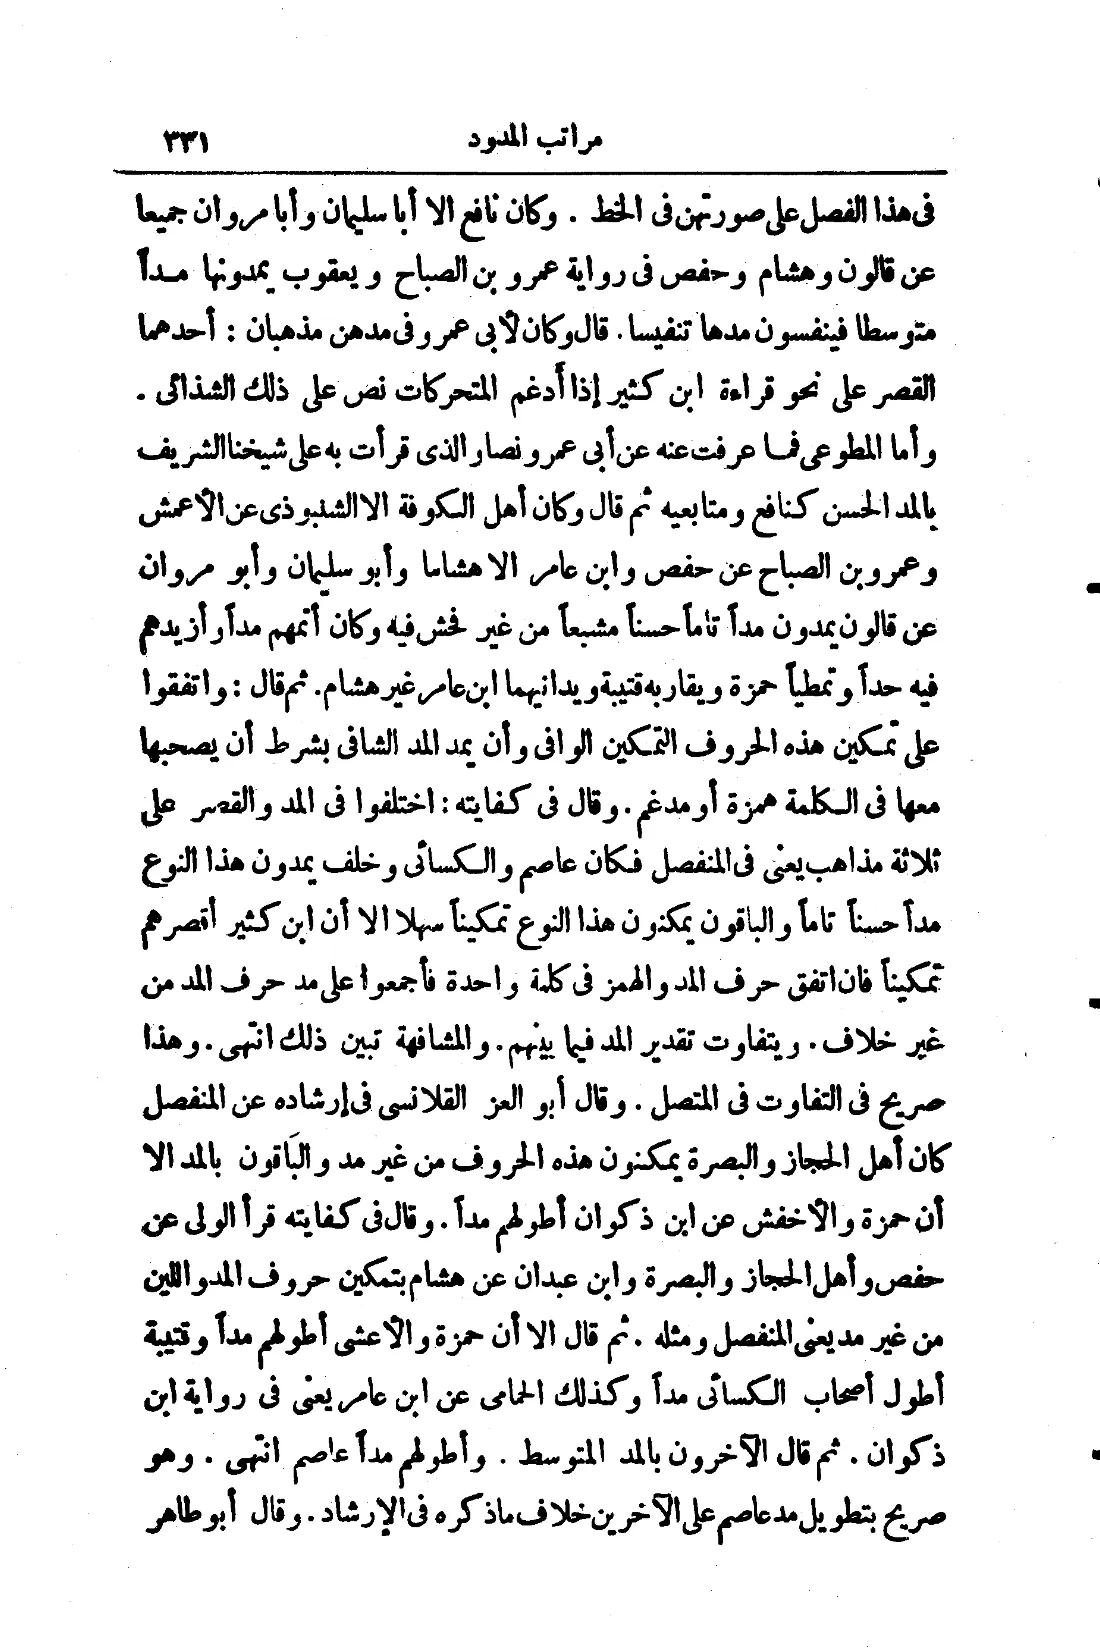 مراتب المدود ٣٣١
فى هذا الفصل على صورتهن فى الخط . وكان نافع الا أبا سليمان وأبا مروان جميعا
عن قالون وهشام وحفص فى رواية عمرو بن الصباح ويعقوب يمدونها مـداً
متوسطا فينفسون مدها تنفيسا . قال وكان لأبى عمرو فى مدهن مذهبان : أحدهما
القصر على نحو قراءة ابن كثير إذا أدغم المتحركات نص على ذلك الشذائى .
وأما المطوعى فمـا عرفت عنه عن أبى عمرو نصا والذى قرأت به على شيخنا الشريف
بالمد الحسن كنافع ومتابعيه ثم قال وكان أهل الكوفة الا الشنبوذى عن الأعمش
وعمرو بن الصباح عن حفص وابن عامر الا هشاما وأبو سليمان وأبو مروان
عن قالون يمدون مداً تاماً حسناً مشبعاً من غير فحش فيه وكان أتمهم مداً وأزيدهم
فيه حداً وتمطياً حمزة ويقاربه قتيبة ويدانيهما ابن عامر غير هشام . ثم قال : واتفقوا
على تمـكين هذه الحروف التمـكين الوافى وأن يمد المد الشافى بشرط أن يصحبها
معها فى الـكلمة همزة أو مدغم . وقال فى كفايته : اختلفوا فى المد والقصر على
ثلاثة مذاهب يعنى فى المنفصل فـكان عاصم والـكسائى وخلف يمدون هذا النوع
مداً حسناً تاماً والباقون يمكنون هذا النوع تمكيناً سهلا الا أن ابن كثير أقصرهم
تمكيناً فان اتفق حرف المد والهمز فى كلمة واحدة فأجمعوا على مد حرف المد من
غير خلاف . ويتفاوت تقدير المد فيما بينهم . والمشافهة تبين ذلك انتهى . وهذا
صريح فى التفاوت فى المتصل . وقال أبو العز القلانسى فى إرشاده عن المنفصل
كان أهل الحجاز والبصرة يمكنون هذه الحروف من غير مد والبَاقون بالمد الا
أن حمزة والأخفش عن ابن ذكوان أطولهم مداً . وقال فى كفايته قرأ الولى عن
حفص وأهل الحجاز والبصرة وابن عبدان عن هشام بتمكين حروف المد واللين
من غير مد يعنى المنفصل ومثله . ثم قال الا أن حمزة والأعشى أطولهم مداً وقتيبة
أطول أصحاب الـكسائى مداً وكذلك الحمامى عن ابن عامر يعنى فى رواية ابن
ذكوان . ثم قال الآخرون بالمد المتوسط . وأطولهم مداً عاصم انتهى . وهو
صريح بتطويل مد عاصم على الآخرين خلاف ما ذكره فى الإرشاد . وقال أبو طاهر